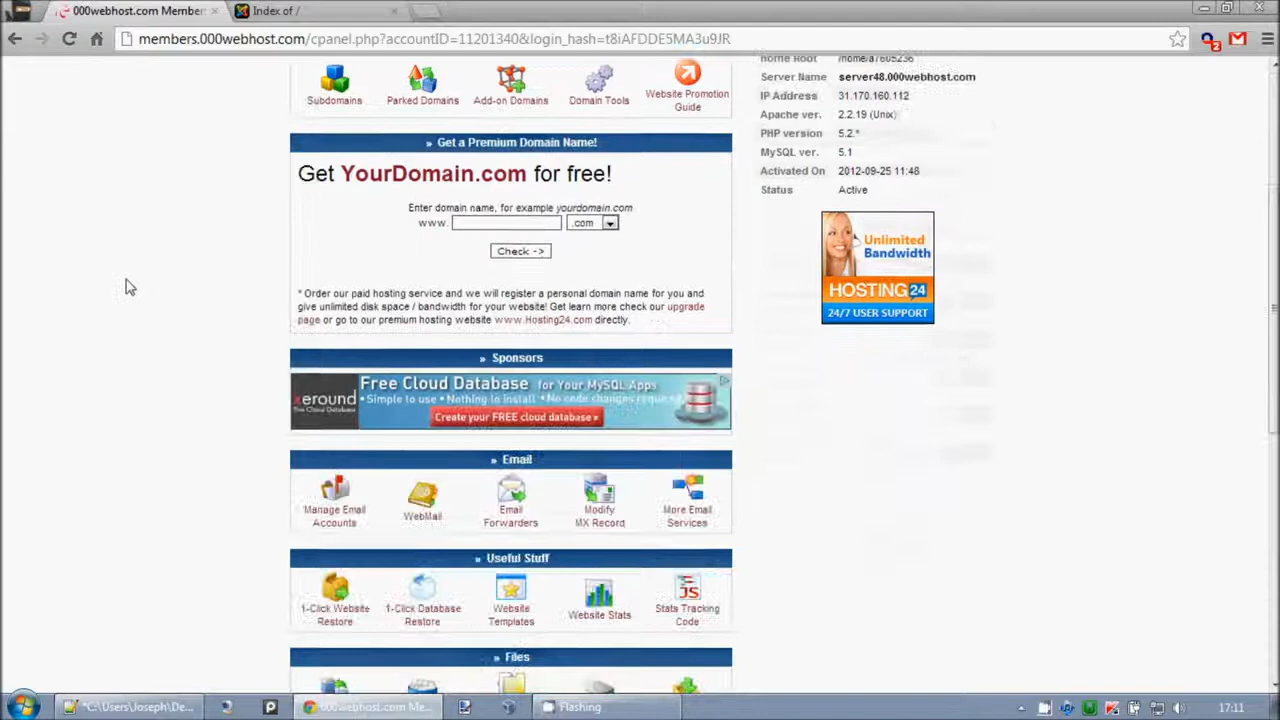 000webhost.com Member
Index of /
members.000webhost.com/cpanel.php?accountID=11201340&login_hash=t8iAFDDE5MA3u9JR
2
Subdomains
Parked Domains
Add-on Domains
Domain Tools
Website Promotion
Guide
» Get a Premium Domain Name!
Get YourDomain.com for free!
Enter domain name, for example yourdomain.com
www.
.com
Check ->
* Order our paid hosting service and we will register a personal domain name for you and
give unlimited disk space / bandwidth for your website! Get learn more check our upgrade
page or go to our premium hosting website www.Hosting24.com directly.
» Sponsors
xeround
The Cloud Database
Free Cloud Database for Your MySQL Apps
• Simple to use • Nothing to install • No code changes required
Create your FREE cloud database »
» Email
Manage Email
Accounts
WebMail
Email
Forwarders
Modify
MX Record
More Email
Services
» Useful Stuff
1-Click Website
Restore
1-Click Database
Restore
Website
Templates
Website Stats
JS
Stats Tracking
Code
» Files
Home Root /home/a7605236
Server Name server48.000webhost.com
IP Address 31.170.160.112
Apache ver. 2.2.19 (Unix)
PHP version 5.2.*
MySQL ver. 5.1
Activated On 2012-09-25 11:48
Status Active
Unlimited
Bandwidth
HOSTING 24
24/7 USER SUPPORT
*C:\Users\Joseph\De...
P
000webhost.com Me...
Flashing
17:11